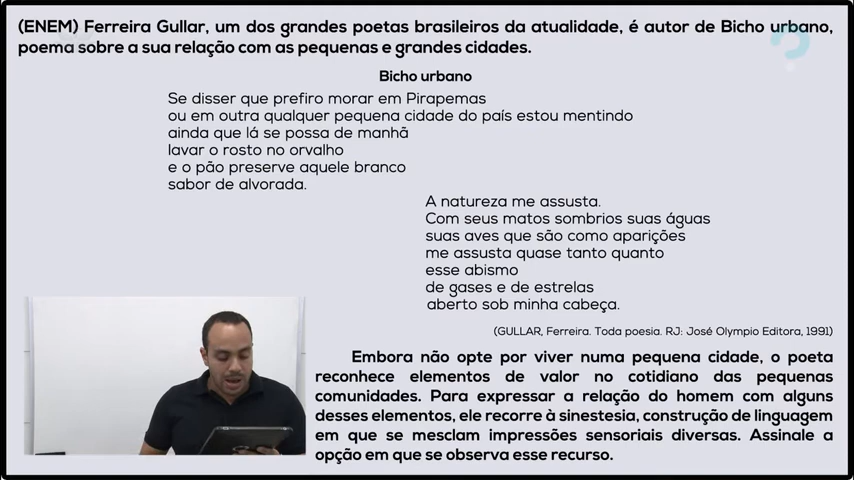 (ENEM) Ferreira Gullar, um dos grandes poetas brasileiros da atualidade, é autor de Bicho urbano,
poema sobre a sua relação com as pequenas e grandes cidades.
Bicho urbano
Se disser que prefiro morar em Pirapemas
ou em outra qualquer pequena cidade do país estou mentindo
ainda que lá se possa de manhã
lavar o rosto no orvalho
e o pão preserve aquele branco
sabor de alvorada.
A natureza me assusta.
Com seus matos sombrios suas águas
suas aves que são como aparições
me assusta quase tanto quanto
esse abismo
de gases e de estrelas
aberto sob minha cabeça.
(GULLAR, Ferreira. Toda poesia. RJ: José Olympio Editora, 1991)
Embora não opte por viver numa pequena cidade, o poeta
reconhece elementos de valor no cotidiano das pequenas
comunidades. Para expressar a relação do homem com alguns
desses elementos, ele recorre à sinestesia, construção de linguagem
em que se mesclam impressões sensoriais diversas. Assinale a
opção em que se observa esse recurso.